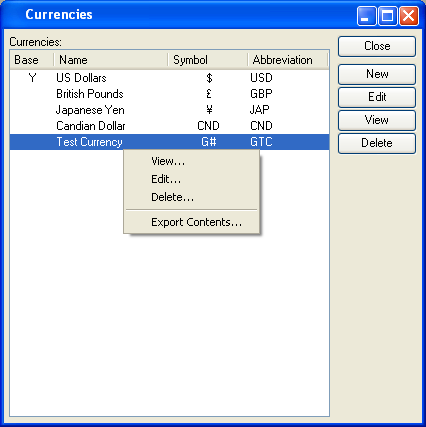 Currencies
Currencies:
Close
Base Name Symbol Abbreviation
Y US Dollars $ USD
New
British Pounds £ GBP
Edit
Japanese Yen ¥ JAP
Candian Dollar CND CND
View
Test Currency G# GTC
Delete
View...
Edit...
Delete...
Export Contents...